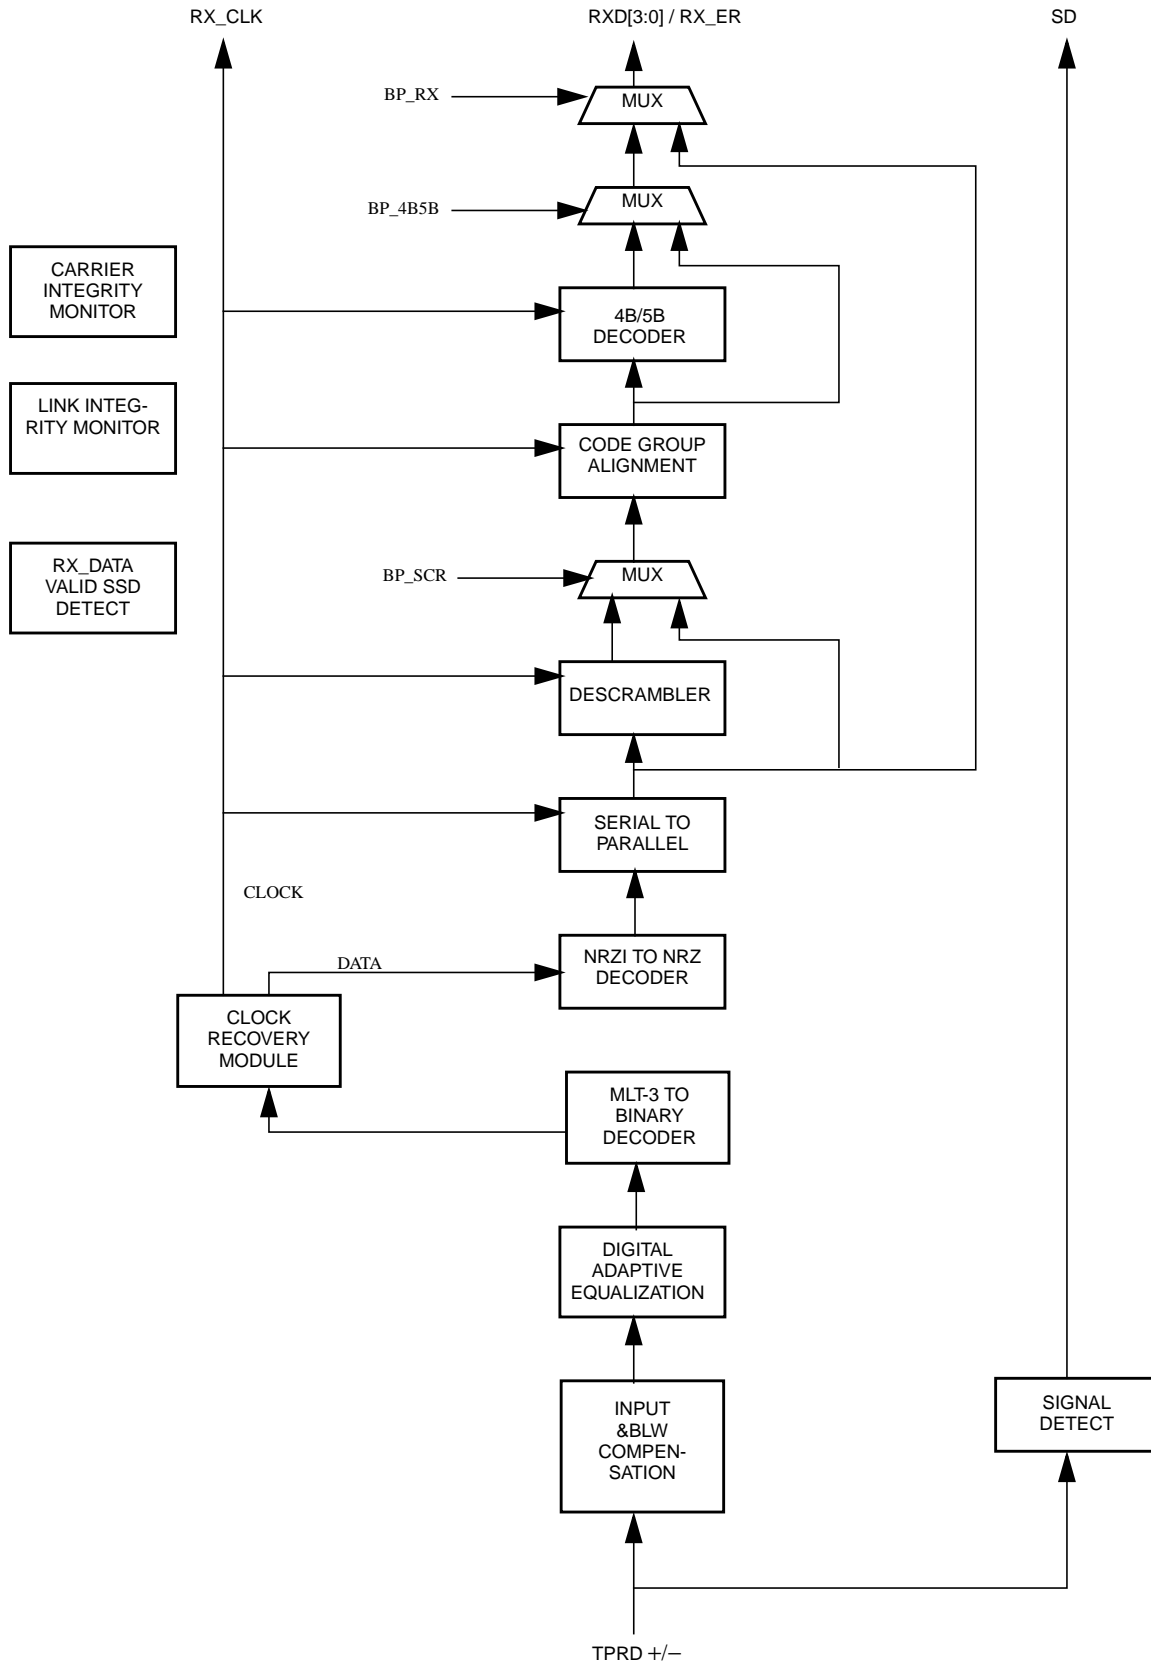 RX_CLK
RXD[3:0] / RX_ER
SD
BP_RX
MUX
BP_4B5B
MUX
CARRIER
INTEGRITY
MONITOR
4B/5B
DECODER
LINK INTEG-
RITY MONITOR
CODE GROUP
ALIGNMENT
RX_DATA
VALID SSD
DETECT
BP_SCR
MUX
DESCRAMBLER
SERIAL TO
PARALLEL
CLOCK
DATA
NRZI TO NRZ
DECODER
CLOCK
RECOVERY
MODULE
MLT-3 TO
BINARY
DECODER
DIGITAL
ADAPTIVE
EQUALIZATION
INPUT
&BLW
COMPEN-
SATION
SIGNAL
DETECT
TPRD +/−